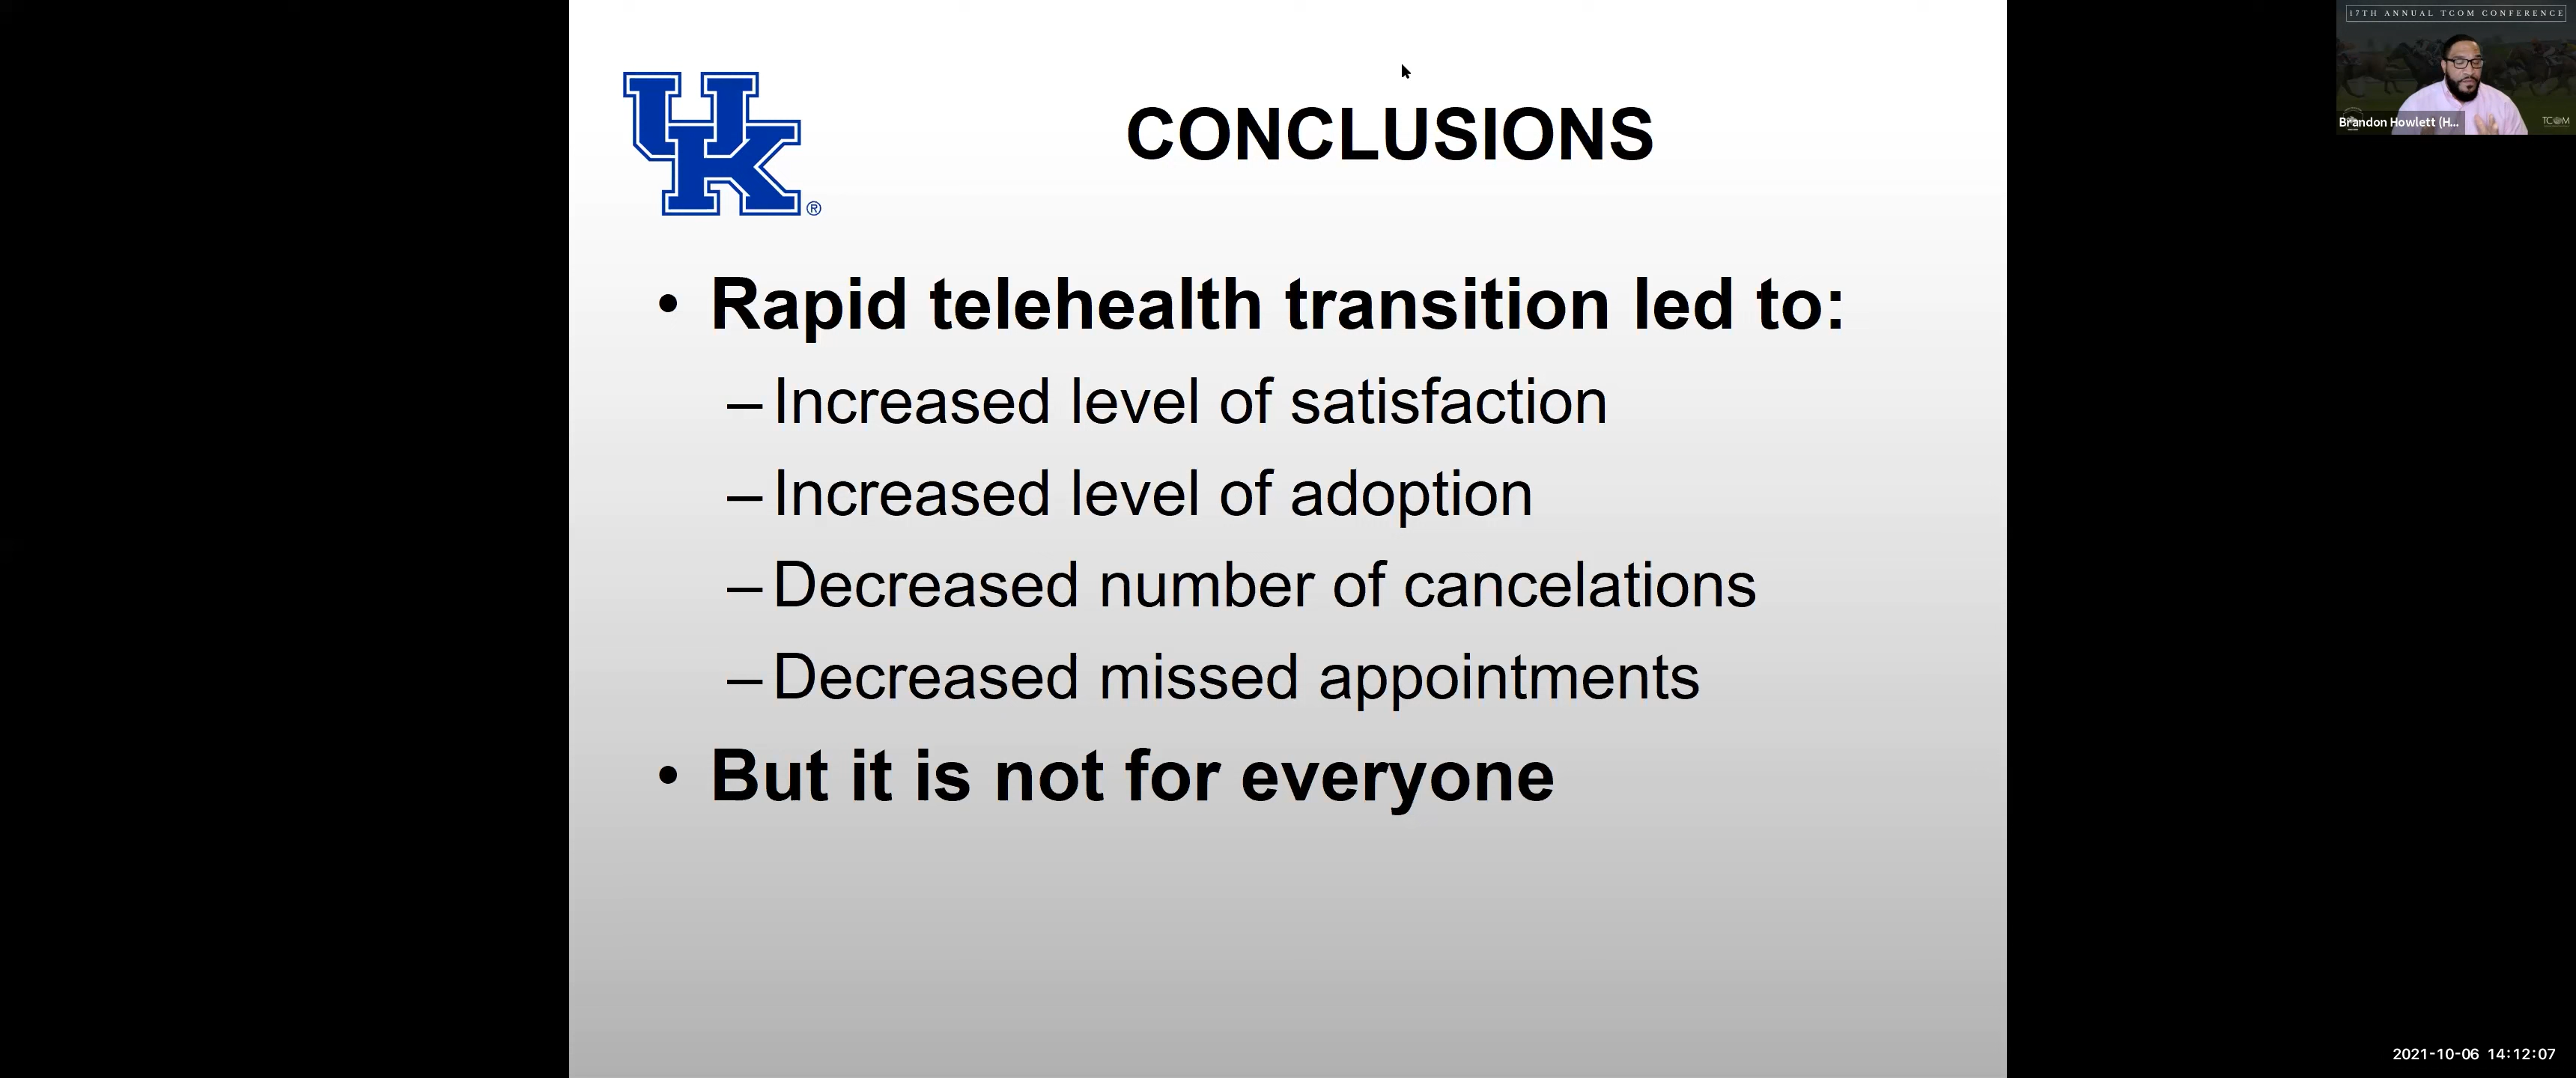 17TH ANNUAL TCOM CONFERENCE
UK®
CONCLUSIONS
Brandon Howlett (H...
TCOM
• Rapid telehealth transition led to:
– Increased level of satisfaction
– Increased level of adoption
– Decreased number of cancelations
– Decreased missed appointments
• But it is not for everyone
2021-10-06 14:12:07